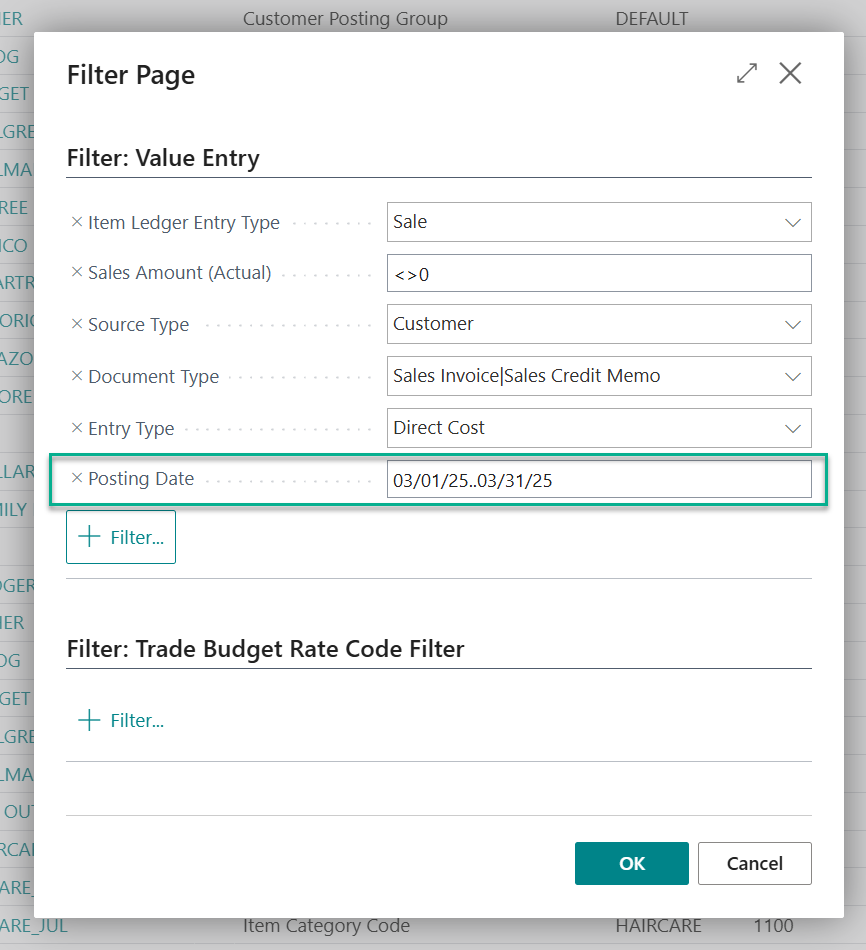 Customer Posting Group DEFAULT
Filter Page
Filter: Value Entry
Item Ledger Entry Type Sale
Sales Amount (Actual) <>0
Source Type Customer
Document Type Sales Invoice|Sales Credit Memo
Entry Type Direct Cost
Posting Date 03/01/25..03/31/25
Filter...
Filter: Trade Budget Rate Code Filter
Filter...
OK Cancel
ARE_JUL Item Category Code HAIRCARE 1100